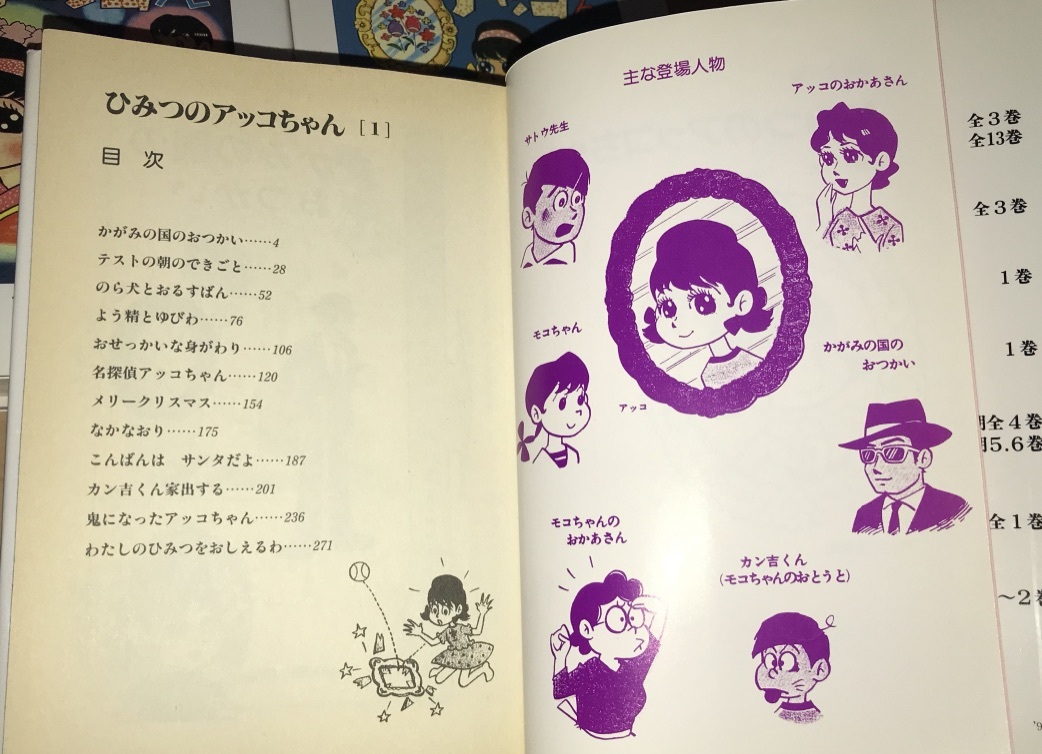 ひみつのアッコちゃん［1］
目次
かがみの国のおつかい……4
テストの朝のできごと……28
のら犬とおるすばん……52
よう精とゆびわ……76
おせっかいな身がわり……106
名探偵アッコちゃん……120
メリークリスマス……154
なかなおり……175
こんばんは　サンタだよ……187
カン吉くん家出する……201
鬼になったアッコちゃん……236
わたしのひみつをおしえるわ……271
主な登場人物
アッコのおかあさん
サトウ先生
モコちゃん
アッコ
かがみの国の
おつかい
モコちゃんの
おかあさん
カン吉くん
（モコちゃんのおとうと）
全3巻
全13巻
全3巻
1巻
1巻
全4巻
5.6巻
全1巻
〜2巻